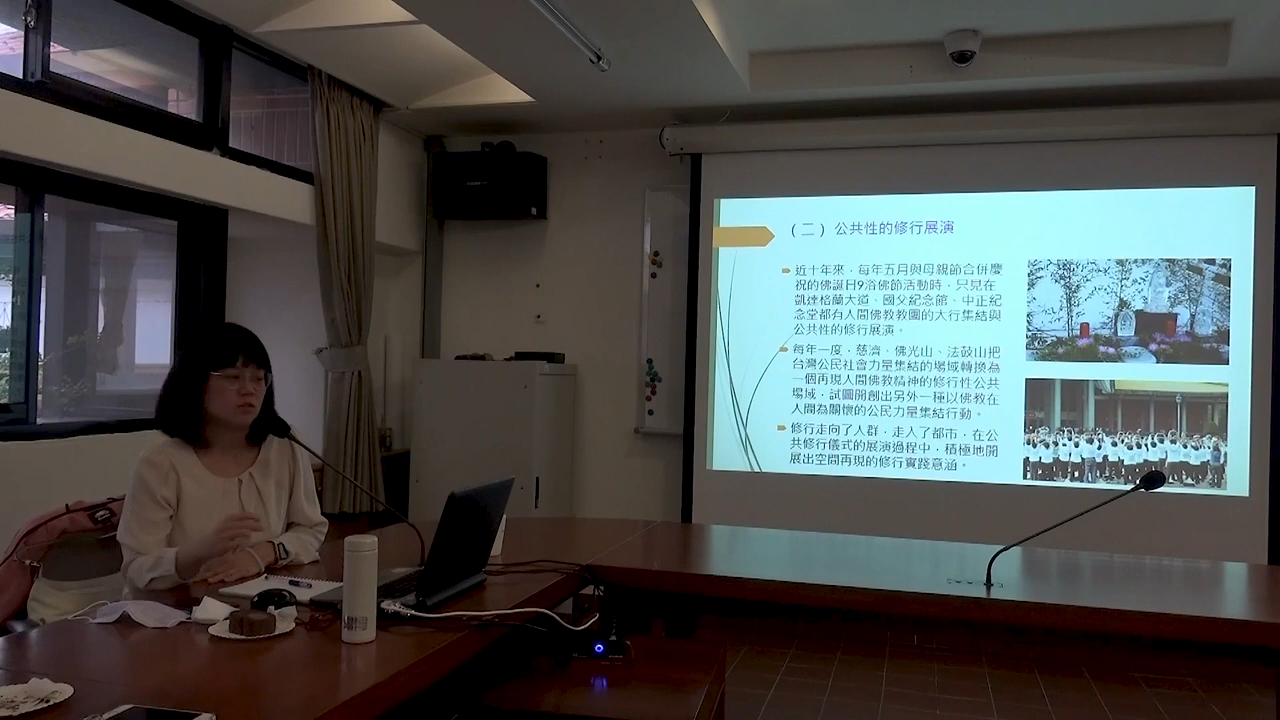 （二）公共性的修行展演
近十年來，每年五月與母親節合併慶
祝的佛誕日9浴佛節活動時，只見在
凱達格蘭大道、國父紀念館、中正紀
念堂都有人間佛教教團的大行集結與
公共性的修行展演。
每年一度，慈濟、佛光山、法鼓山把
台灣公民社會力量集結的場域轉換為
一個再現人間佛教精神的修行性公共
場域，試圖開創出另外一種以佛教在
人間為關懷的公民力量集結行動。
修行走向了人群，走入了都市，在公
共修行儀式的展演過程中，積極地開
展出空間再現的修行實踐意涵。